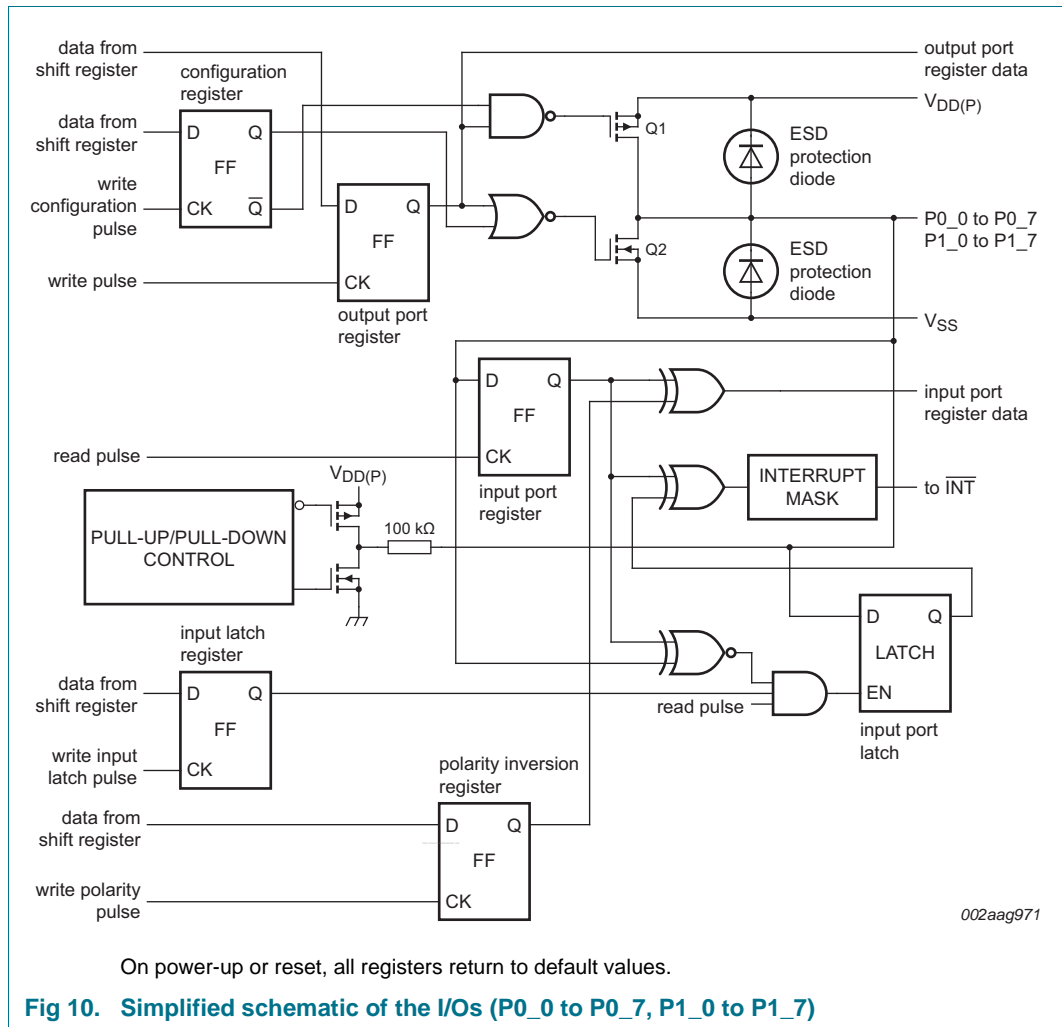 data from
shift register
configuration
register
output port
register data
data from
shift register
D
Q
FF
CK
Q̅
write
configuration
pulse
V_DD(P)
Q1
ESD
protection
diode
D
Q
FF
CK
write pulse
output port
register
Q2
ESD
protection
diode
P0_0 to P0_7
P1_0 to P1_7
V_SS
D
Q
FF
CK
input port
register
read pulse
input port
register data
INTERRUPT
MASK
to I̅N̅T̅
V_DD(P)
PULL-UP/PULL-DOWN
CONTROL
100 kΩ
input latch
register
data from
shift register
D
Q
FF
CK
write input
latch pulse
read pulse
D
Q
LATCH
EN
input port
latch
polarity inversion
register
data from
shift register
D
Q
FF
CK
write polarity
pulse
002aag971
On power-up or reset, all registers return to default values.
Fig 10. Simplified schematic of the I/Os (P0_0 to P0_7, P1_0 to P1_7)